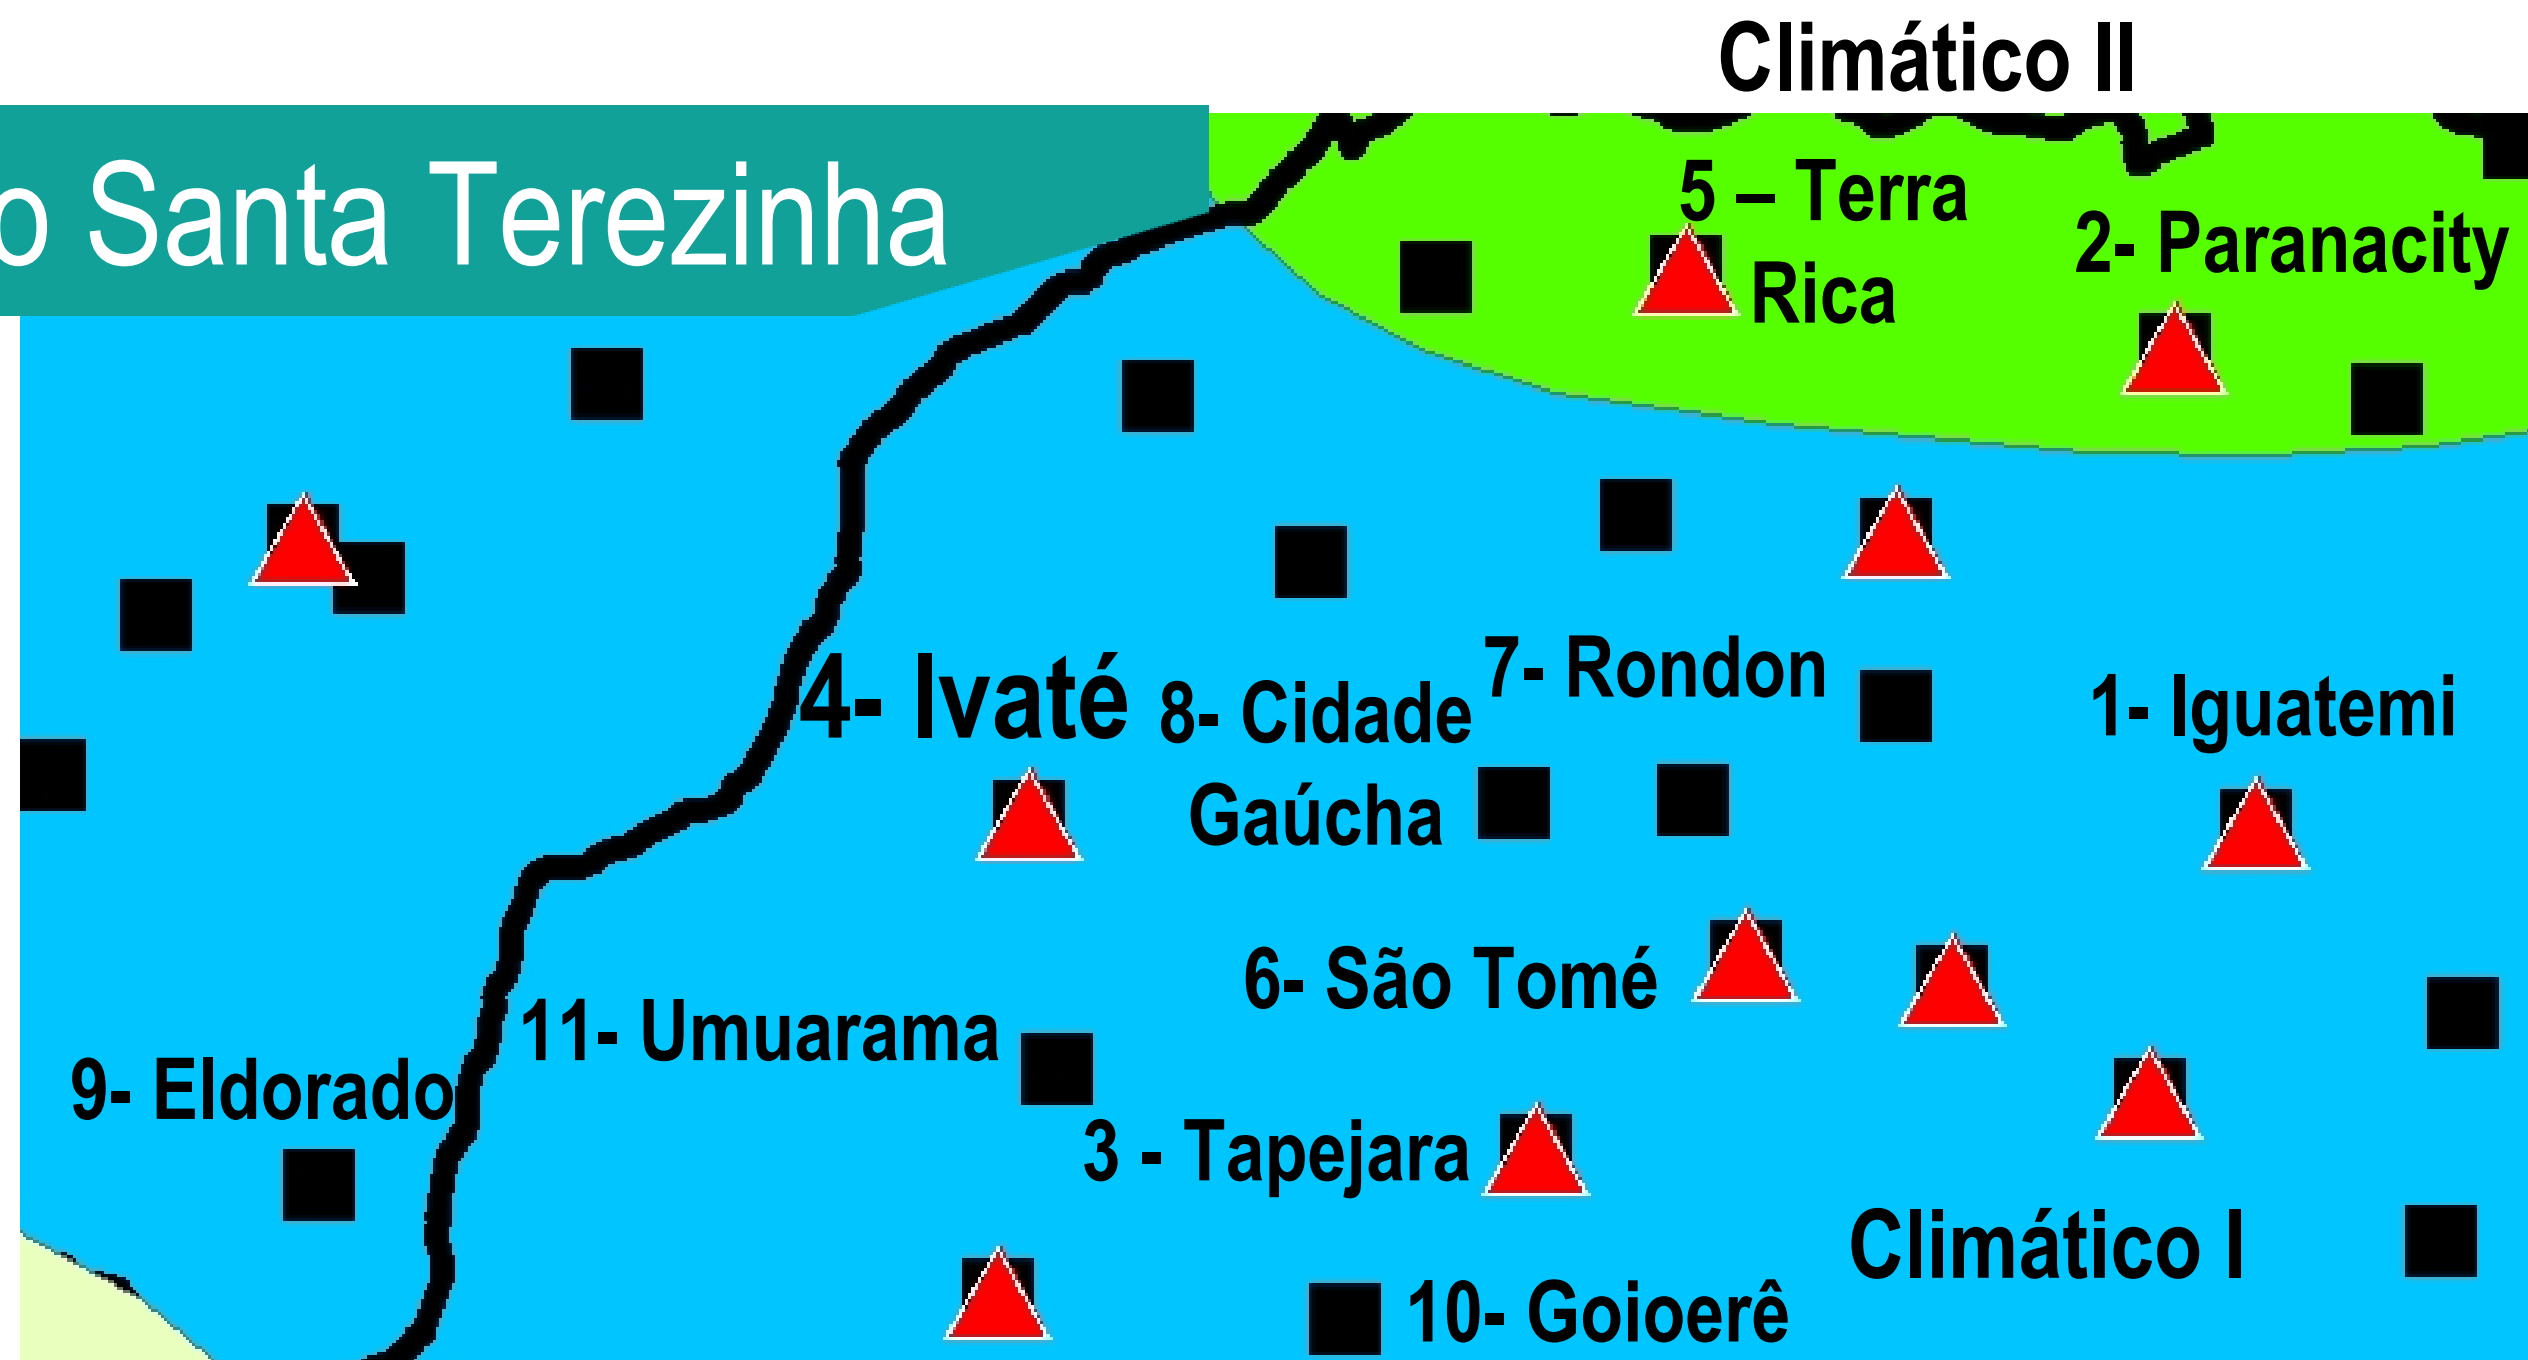 Climático II
o Santa Terezinha
5 – Terra
Rica
2- Paranacity
4- Ivaté
8- Cidade
Gaúcha
7- Rondon
1- Iguatemi
6- São Tomé
11- Umuarama
9- Eldorado
3 - Tapejara
Climático I
10- Goioerê